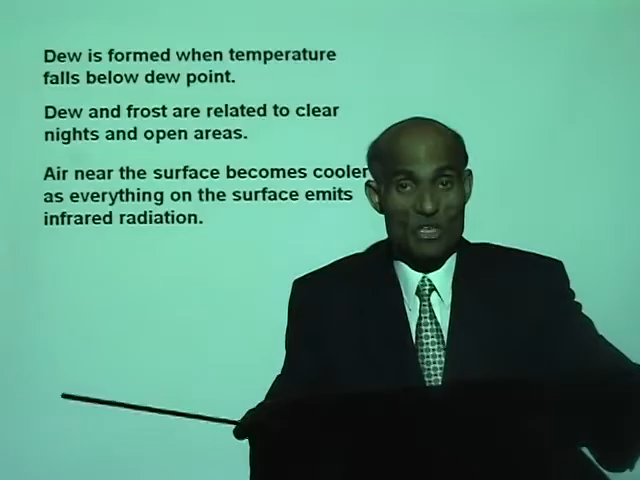 Dew is formed when temperature
falls below dew point.
Dew and frost are related to clear
nights and open areas.
Air near the surface becomes cooler
as everything on the surface emits
infrared radiation.